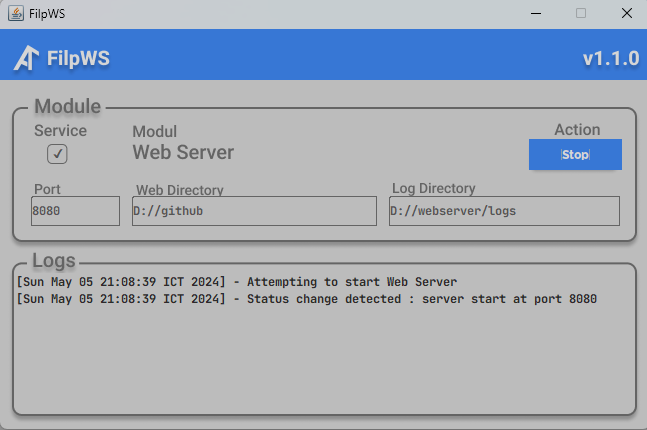 FilpWS
FilpWS
v1.1.0
Module
Service
Modul
Action
Web Server
Stop
Port
Web Directory
Log Directory
8080
D://github
D://webserver/logs
Logs
[Sun May 05 21:08:39 ICT 2024] - Attempting to start Web Server
[Sun May 05 21:08:39 ICT 2024] - Status change detected : server start at port 8080